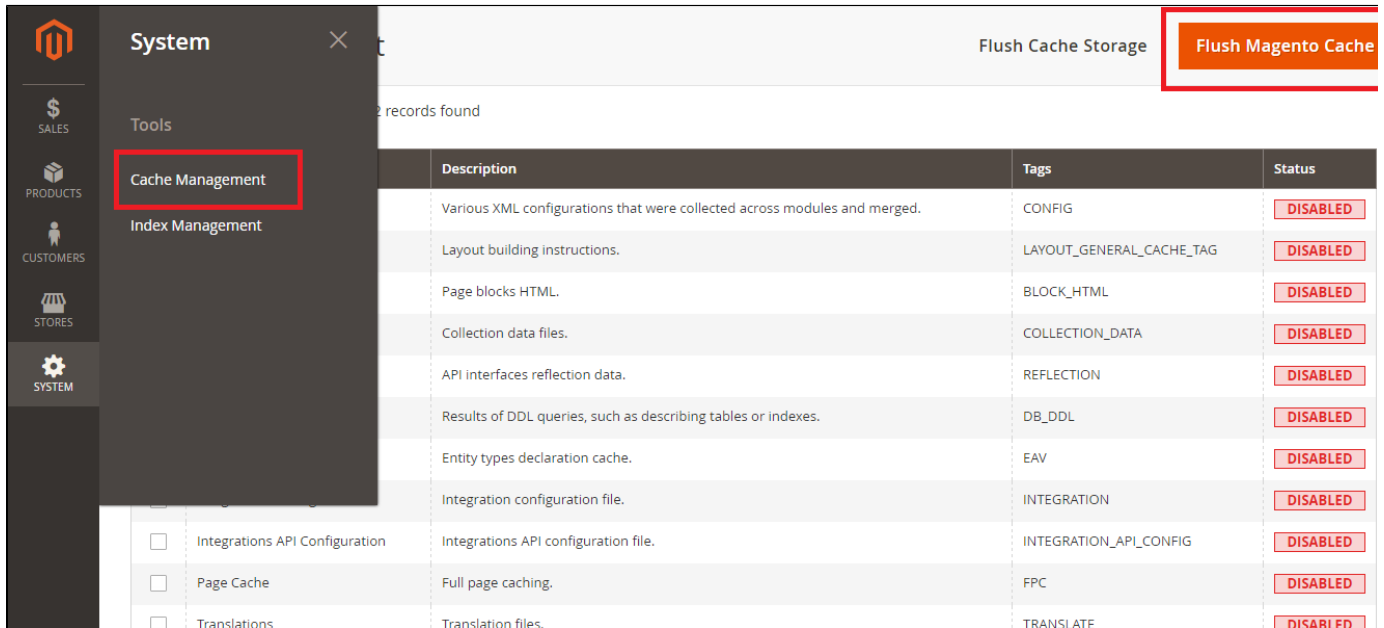 System
t
Flush Cache Storage
Flush Magento Cache
SALES
PRODUCTS
CUSTOMERS
STORES
SYSTEM
Tools
Cache Management
Index Management
2 records found
Description Tags Status
Various XML configurations that were collected across modules and merged. CONFIG DISABLED
Layout building instructions. LAYOUT_GENERAL_CACHE_TAG DISABLED
Page blocks HTML. BLOCK_HTML DISABLED
Collection data files. COLLECTION_DATA DISABLED
API interfaces reflection data. REFLECTION DISABLED
Results of DDL queries, such as describing tables or indexes. DB_DDL DISABLED
Entity types declaration cache. EAV DISABLED
Integration configuration file. INTEGRATION DISABLED
Integrations API Configuration Integrations API configuration file. INTEGRATION_API_CONFIG DISABLED
Page Cache Full page caching. FPC DISABLED
Translations Translation files. TRANSLATE DISABLED